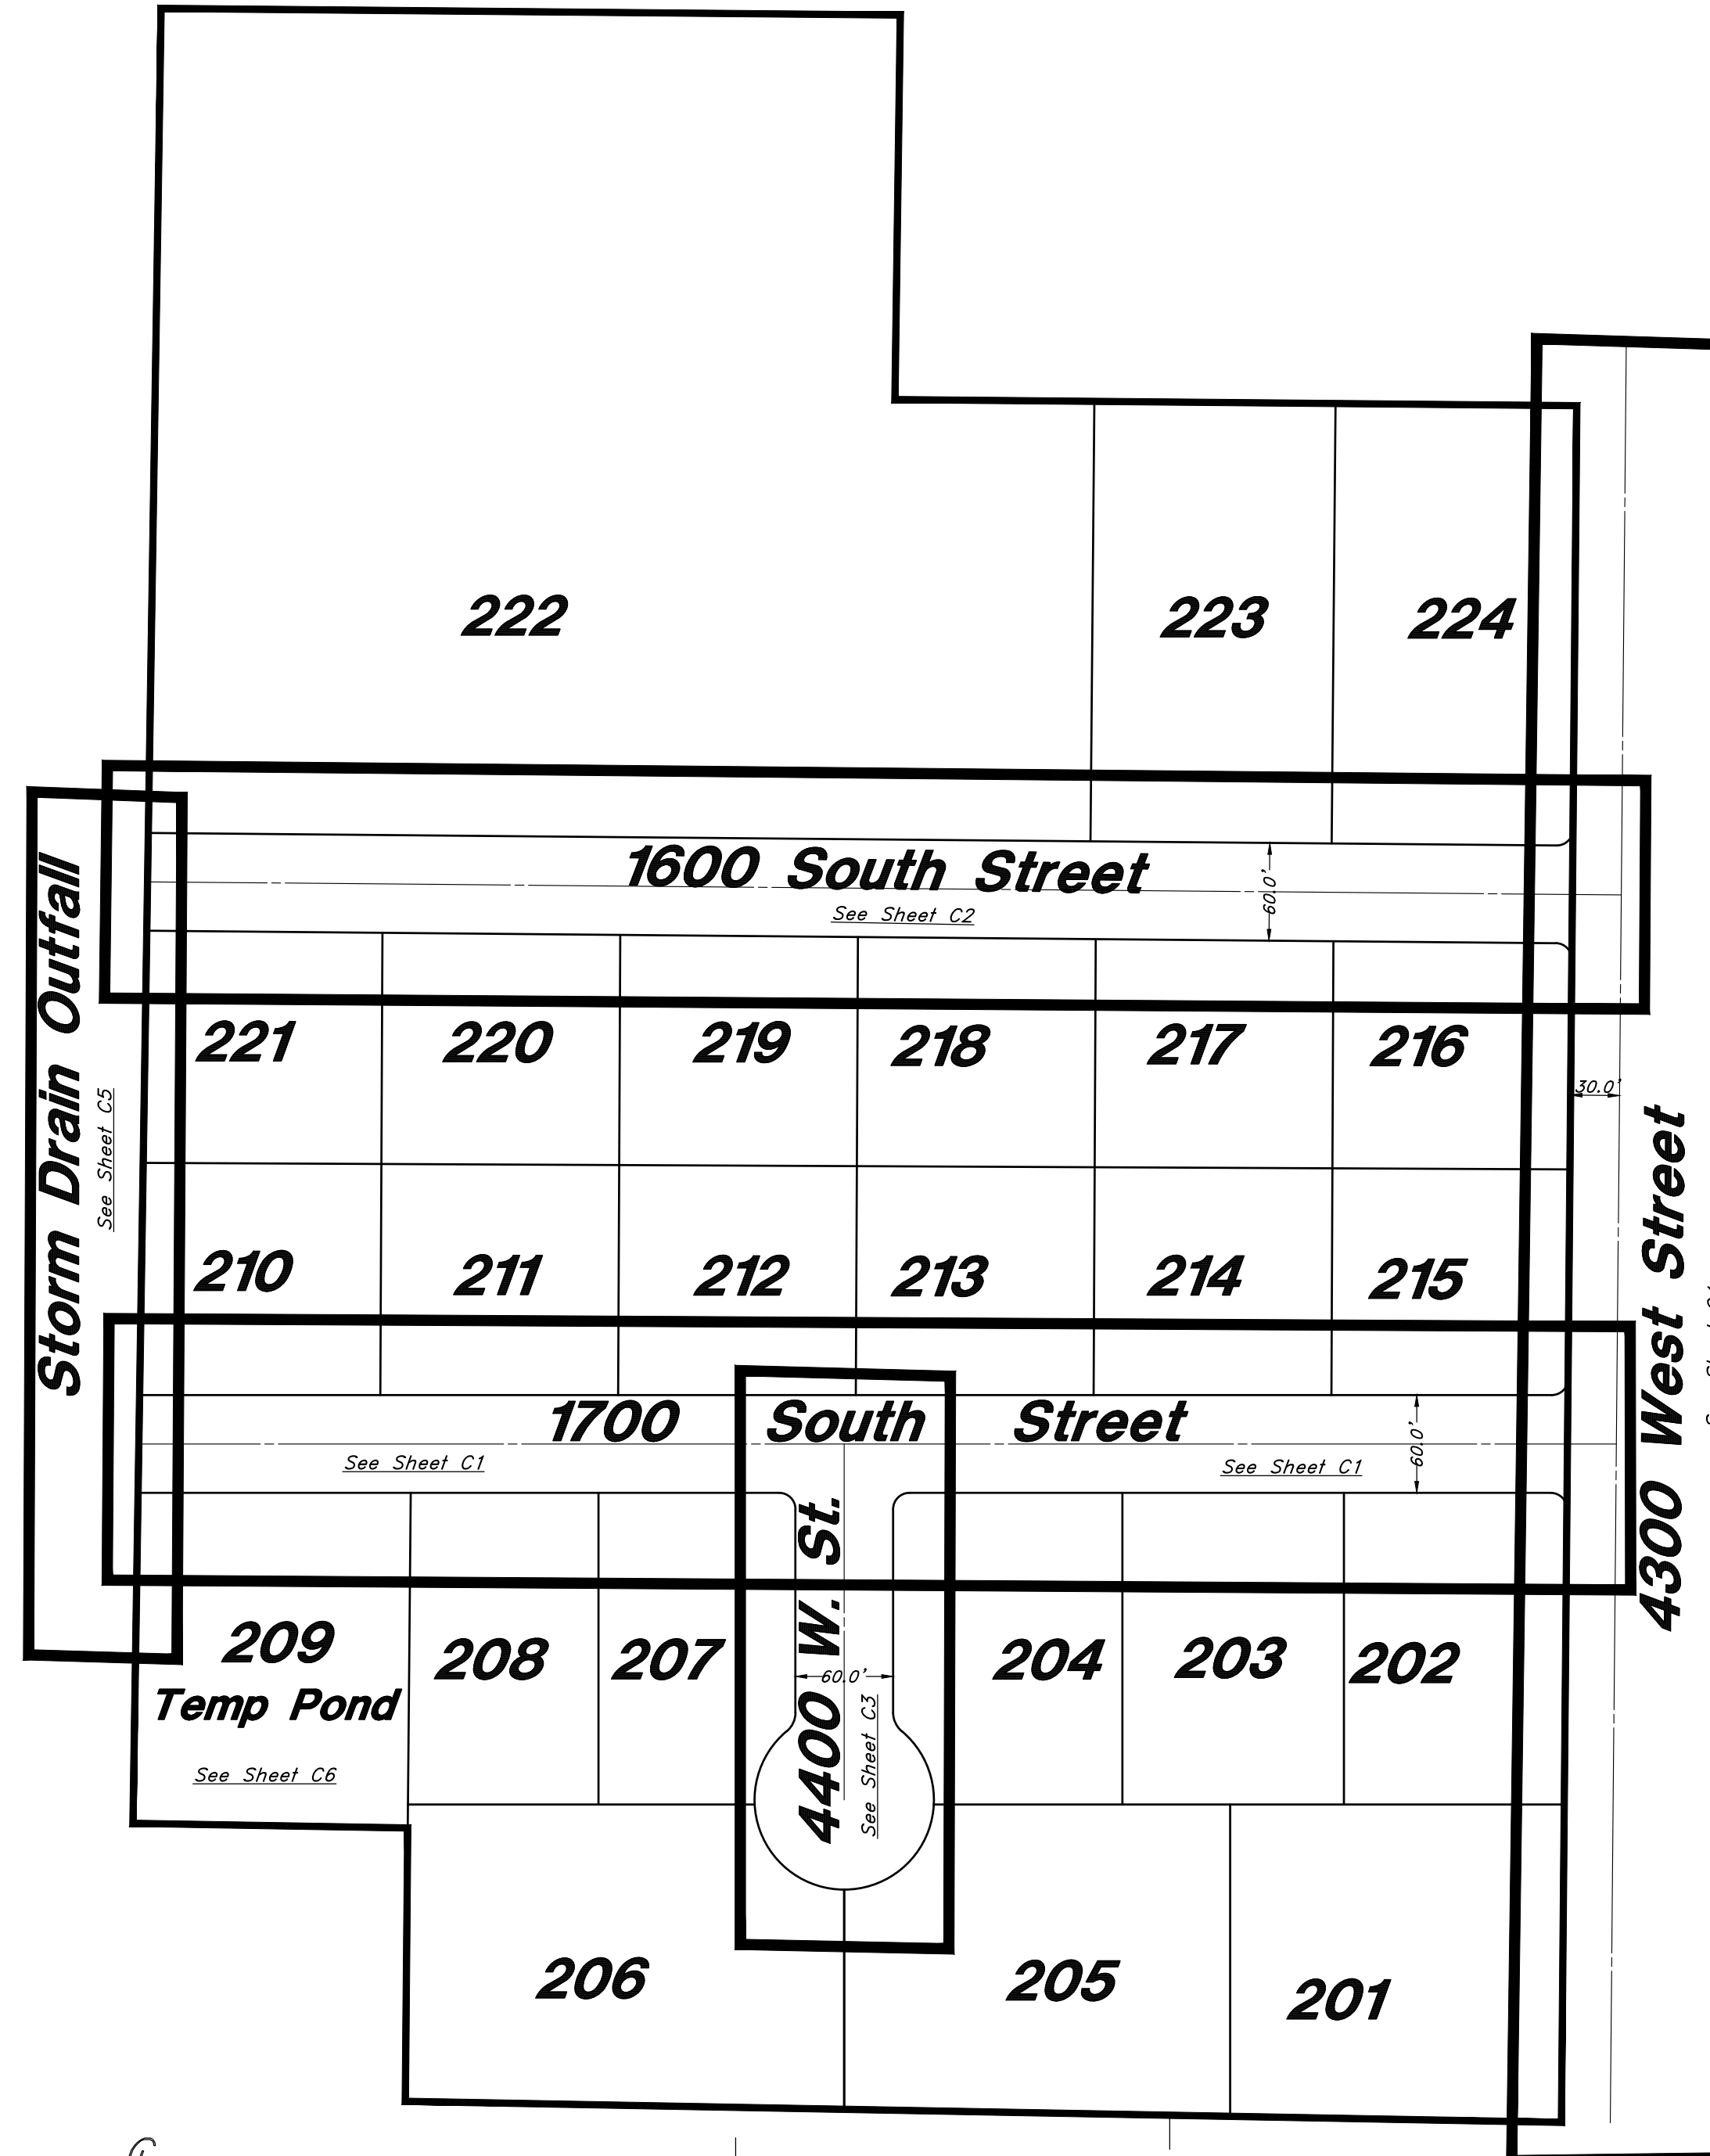 222
223
224
1600 South Street
See Sheet C2
60.0'
Storm Drain Outfall
See Sheet C5
221
220
219
218
217
216
30.0'
4300 West Street
210
211
212
213
214
215
1700 South Street
See Sheet C1
See Sheet C1
60.0'
4400 W. St.
60.0'
See Sheet C3
209
Temp Pond
See Sheet C6
208
207
204
203
202
206
205
201